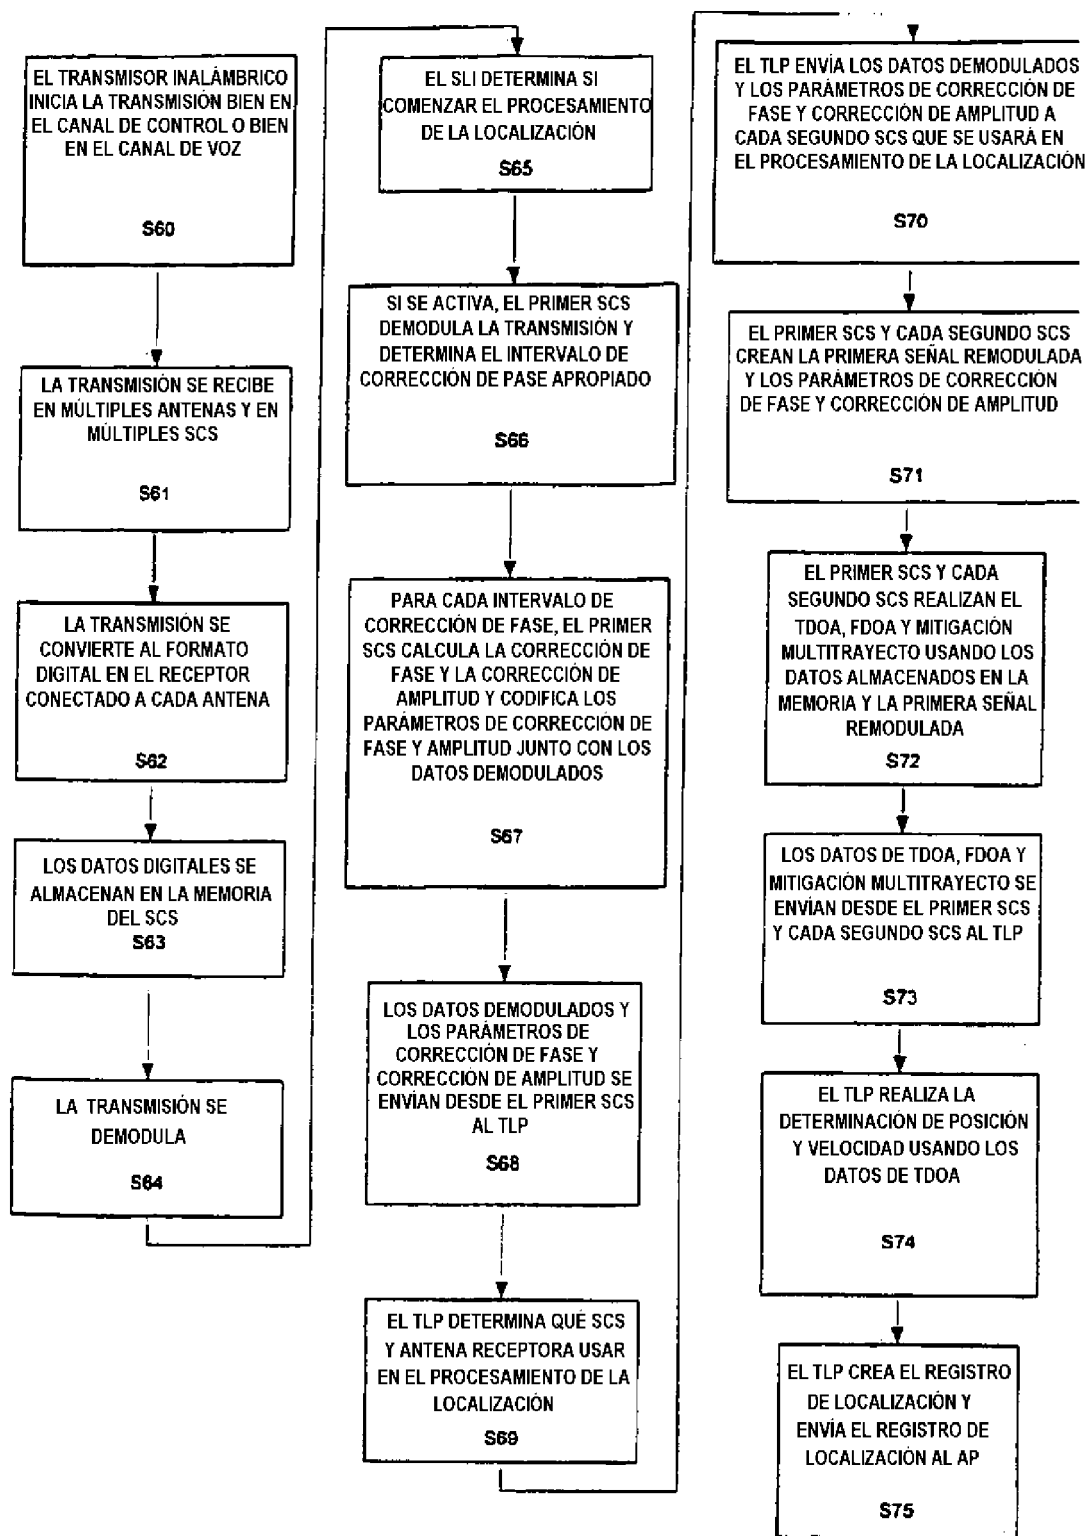 EL TRANSMISOR INALÁMBRICO
INICIA LA TRANSMISIÓN BIEN EN
EL CANAL DE CONTROL O BIEN
EN EL CANAL DE VOZ
S60
LA TRANSMISIÓN SE RECIBE
EN MÚLTIPLES ANTENAS Y EN
MÚLTIPLES SCS
S61
LA TRANSMISIÓN SE
CONVIERTE AL FORMATO
DIGITAL EN EL RECEPTOR
CONECTADO A CADA ANTENA
S62
LOS DATOS DIGITALES SE
ALMACENAN EN LA MEMORIA
DEL SCS
S63
LA TRANSMISIÓN SE
DEMODULA
S64
EL SLI DETERMINA SI
COMENZAR EL PROCESAMIENTO
DE LA LOCALIZACIÓN
S65
SI SE ACTIVA, EL PRIMER SCS
DEMODULA LA TRANSMISIÓN Y
DETERMINA EL INTERVALO DE
CORRECCIÓN DE PASE APROPIADO
S66
PARA CADA INTERVALO DE
CORRECCIÓN DE FASE, EL PRIMER
SCS CALCULA LA CORRECCIÓN DE
FASE Y LA CORRECCIÓN DE
AMPLITUD Y CODIFICA LOS
PARÁMETROS DE CORRECCIÓN DE
FASE Y AMPLITUD JUNTO CON LOS
DATOS DEMODULADOS
S67
LOS DATOS DEMODULADOS Y
LOS PARÁMETROS DE
CORRECCIÓN DE FASE Y
CORRECCIÓN DE AMPLITUD SE
ENVÍAN DESDE EL PRIMER SCS
AL TLP
S68
EL TLP DETERMINA QUÉ SCS
Y ANTENA RECEPTORA USAR
EN EL PROCESAMIENTO DE LA
LOCALIZACIÓN
S69
EL TLP ENVÍA LOS DATOS DEMODULADOS
Y LOS PARÁMETROS DE CORRECCIÓN DE
FASE Y CORRECCIÓN DE AMPLITUD A
CADA SEGUNDO SCS QUE SE USARÁ EN
EL PROCESAMIENTO DE LA LOCALIZACIÓN
S70
EL PRIMER SCS Y CADA SEGUNDO SCS
CREAN LA PRIMERA SEÑAL REMODULADA
Y LOS PARÁMETROS DE CORRECCIÓN
DE FASE Y CORRECCIÓN DE AMPLITUD
S71
EL PRIMER SCS Y CADA
SEGUNDO SCS REALIZAN EL
TDOA, FDOA Y MITIGACIÓN
MULTITRAYECTO USANDO LOS
DATOS ALMACENADOS EN LA
MEMORIA Y LA PRIMERA SEÑAL
REMODULADA
S72
LOS DATOS DE TDOA, FDOA Y
MITIGACIÓN MULTITRAYECTO SE
ENVÍAN DESDE EL PRIMER SCS
Y CADA SEGUNDO SCS AL TLP
S73
EL TLP REALIZA LA
DETERMINACIÓN DE POSICIÓN
Y VELOCIDAD USANDO LOS
DATOS DE TDOA
S74
EL TLP CREA EL REGISTRO
DE LOCALIZACIÓN Y
ENVÍA EL REGISTRO DE
LOCALIZACIÓN AL AP
S75